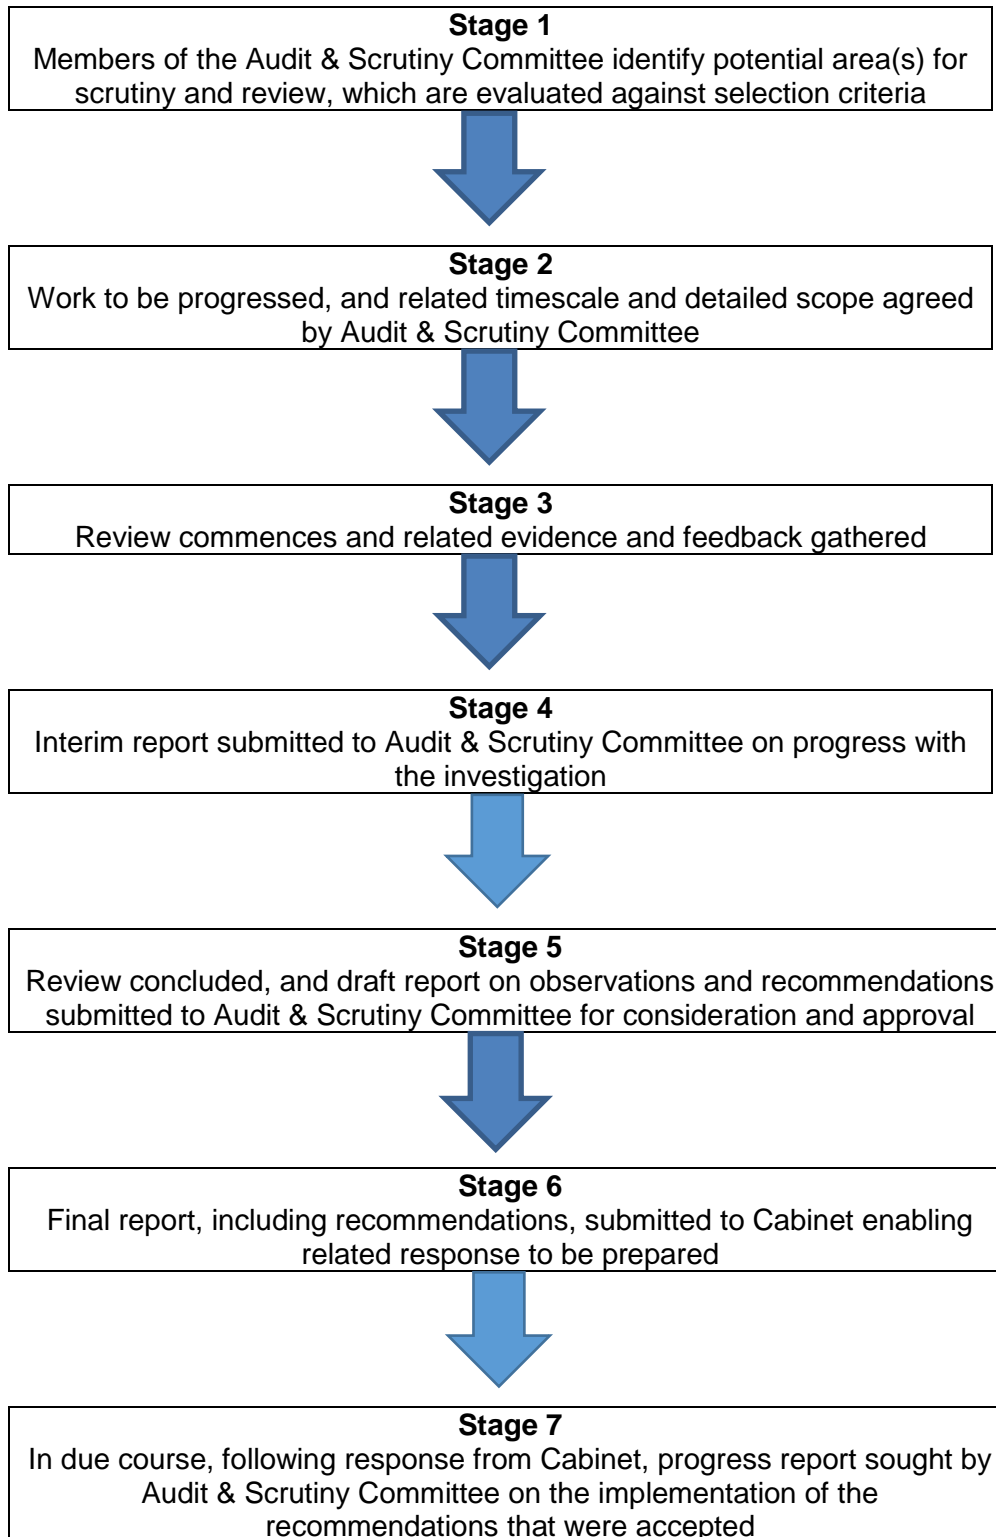 Stage 1
Members of the Audit & Scrutiny Committee identify potential area(s) for
scrutiny and review, which are evaluated against selection criteria
Stage 2
Work to be progressed, and related timescale and detailed scope agreed
by Audit & Scrutiny Committee
Stage 3
Review commences and related evidence and feedback gathered
Stage 4
Interim report submitted to Audit & Scrutiny Committee on progress with
the investigation
Stage 5
Review concluded, and draft report on observations and recommendations
submitted to Audit & Scrutiny Committee for consideration and approval
Stage 6
Final report, including recommendations, submitted to Cabinet enabling
related response to be prepared
Stage 7
In due course, following response from Cabinet, progress report sought by
Audit & Scrutiny Committee on the implementation of the
recommendations that were accepted